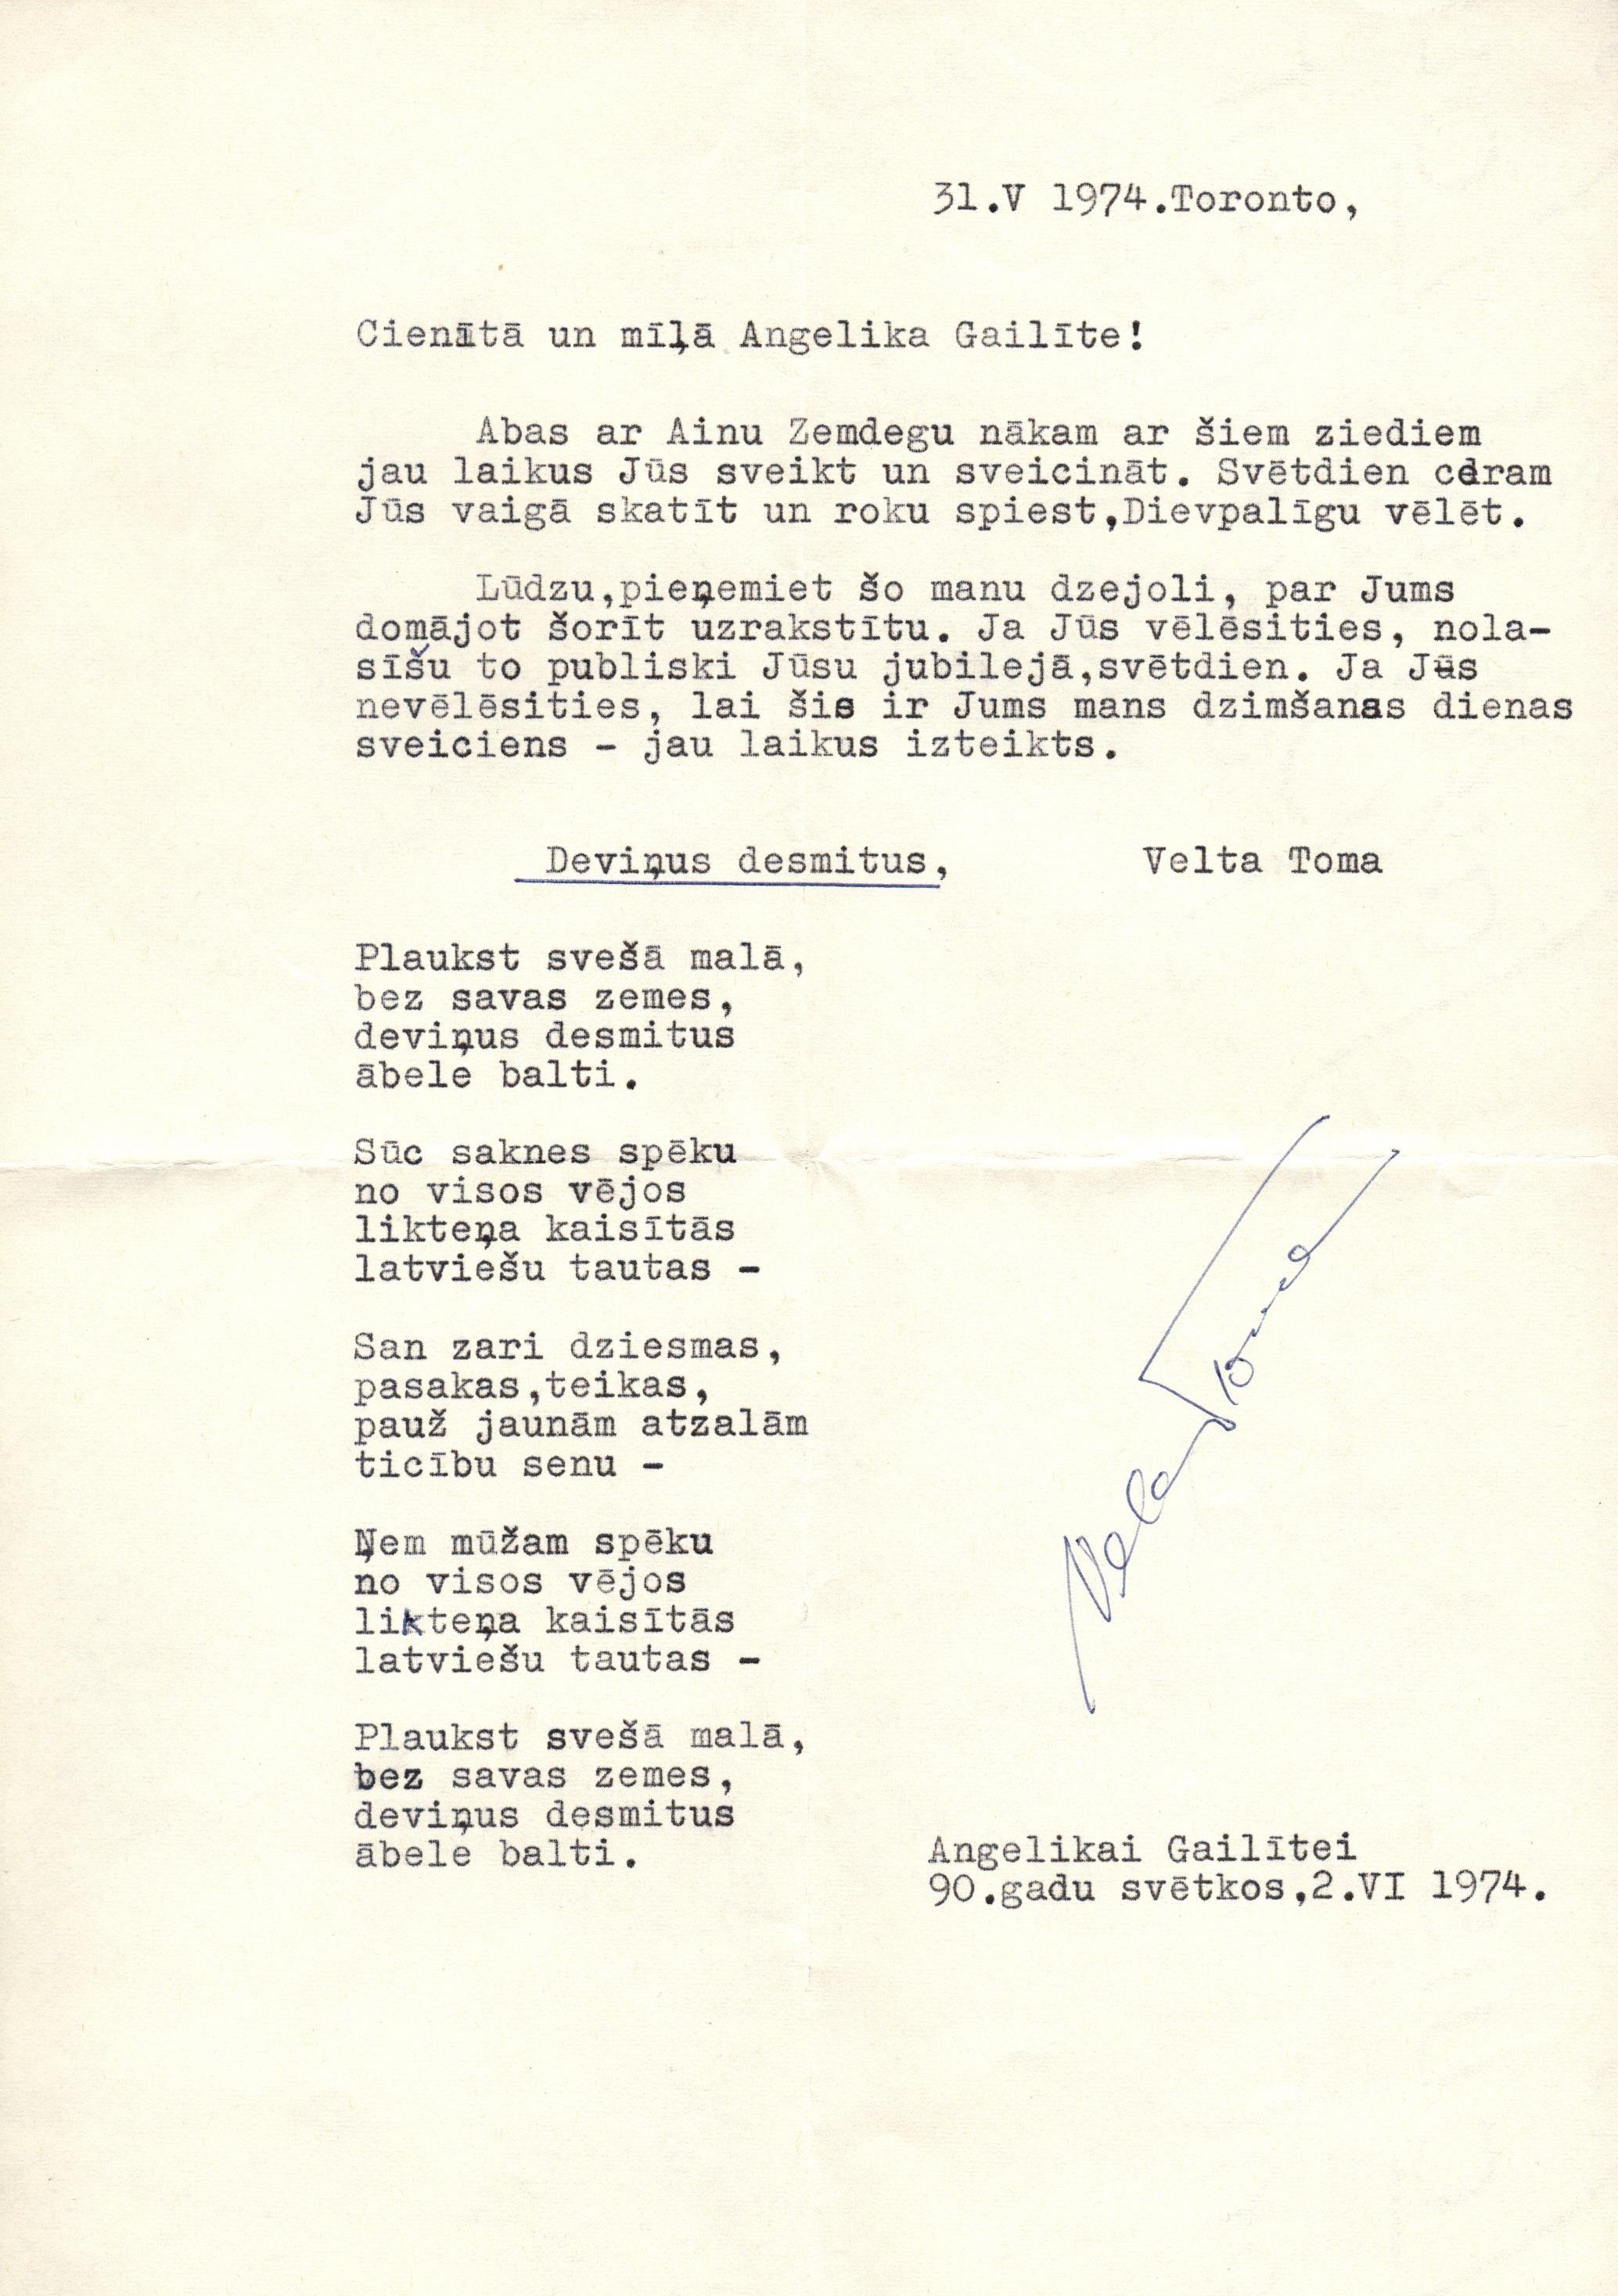 31.V 1974.Toronto,
Cienītā un mīļā Angelika Gailīte!
Abas ar Ainu Zemdegu nākam ar šiem ziediem
jau laikus Jūs sveikt un sveicināt. Svētdien ceram
Jūs vaigā skatīt un roku spiest,Dievpalīgu vēlēt.
Lūdzu,pieņemiet šo manu dzejoli, par Jums
domājot šorīt uzrakstītu. Ja Jūs vēlēsities, nola-
sīšu to publiski Jūsu jubilejā,svētdien. Ja Jūs
nevēlēsities, lai šis ir Jums mans dzimšanas dienas
sveiciens - jau laikus izteikts.
Deviņus desmitus, Velta Toma
Plaukst svešā malā,
bez savas zemes,
deviņus desmitus
ābele balti.
Sūc saknes spēku
no visos vējos
likteņa kaisītās
latviešu tautas -
San zari dziesmas,
pasakas,teikas,
pauž jaunām atzalām
ticību senu -
Ņem mūžam spēku
no visos vējos
likteņa kaisītās
latviešu tautas -
Plaukst svešā malā,
bez savas zemes,
deviņus desmitus
ābele balti.
Velta Toma
Angelikai Gailītei
90.gadu svētkos,2.VI 1974.